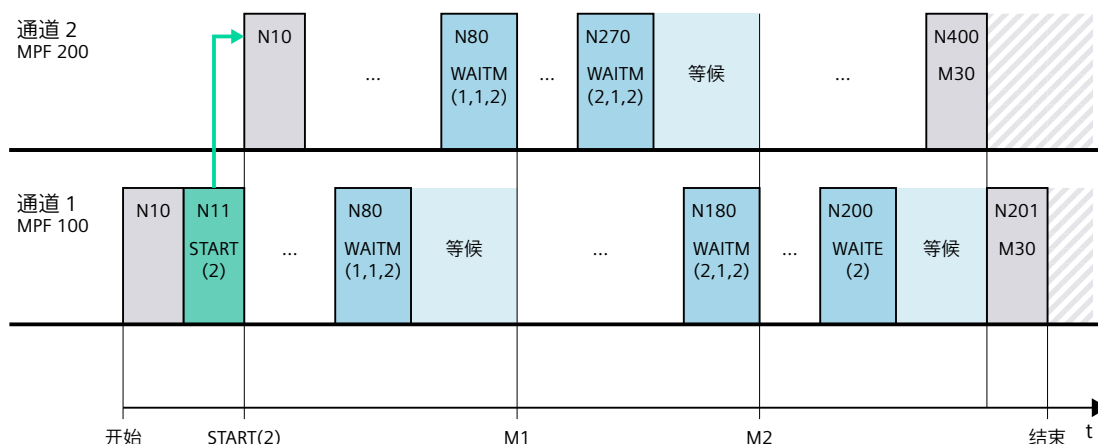 通道 2
MPF 200
N10
...
N80
WAITM
(1,1,2)
...
N270
WAITM
(2,1,2)
等候
...
N400
M30
通道 1
MPF 100
N10
N11
START
(2)
...
N80
WAITM
(1,1,2)
等候
...
N180
WAITM
(2,1,2)
...
N200
WAITE
(2)
等候
N201
M30
开始
START(2)
M1
M2
结束
t